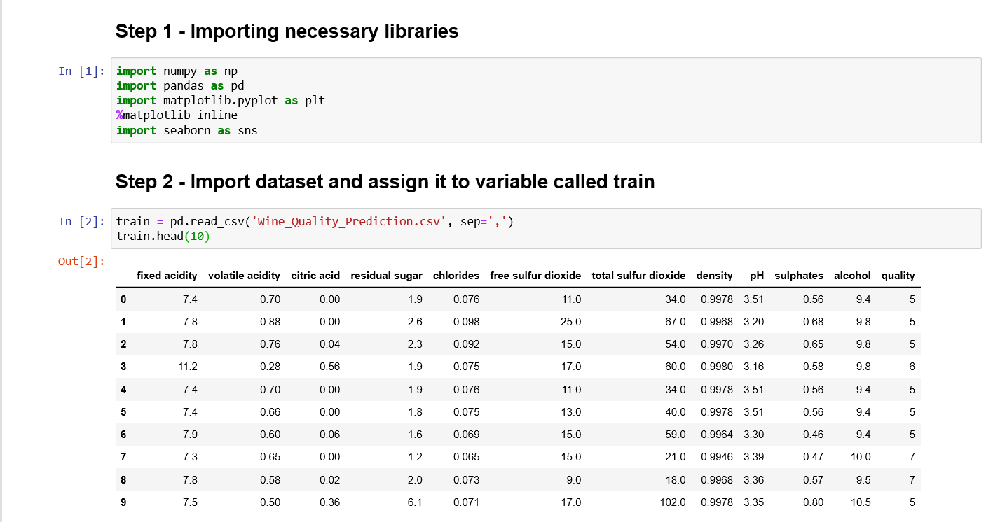 Step 1 - Importing necessary libraries
In [1]: import numpy as np
import pandas as pd
import matplotlib.pyplot as plt
%matplotlib inline
import seaborn as sns
Step 2 - Import dataset and assign it to variable called train
In [2]: train = pd.read_csv('Wine_Quality_Prediction.csv', sep=',')
train.head(10)
Out[2]:
fixed acidity volatile acidity citric acid residual sugar chlorides free sulfur dioxide total sulfur dioxide density pH sulphates alcohol quality
0 7.4 0.70 0.00 1.9 0.076 11.0 34.0 0.9978 3.51 0.56 9.4 5
1 7.8 0.88 0.00 2.6 0.098 25.0 67.0 0.9968 3.20 0.68 9.8 5
2 7.8 0.76 0.04 2.3 0.092 15.0 54.0 0.9970 3.26 0.65 9.8 5
3 11.2 0.28 0.56 1.9 0.075 17.0 60.0 0.9980 3.16 0.58 9.8 6
4 7.4 0.70 0.00 1.9 0.076 11.0 34.0 0.9978 3.51 0.56 9.4 5
5 7.4 0.66 0.00 1.8 0.075 13.0 40.0 0.9978 3.51 0.56 9.4 5
6 7.9 0.60 0.06 1.6 0.069 15.0 59.0 0.9964 3.30 0.46 9.4 5
7 7.3 0.65 0.00 1.2 0.065 15.0 21.0 0.9946 3.39 0.47 10.0 7
8 7.8 0.58 0.02 2.0 0.073 9.0 18.0 0.9968 3.36 0.57 9.5 7
9 7.5 0.50 0.36 6.1 0.071 17.0 102.0 0.9978 3.35 0.80 10.5 5